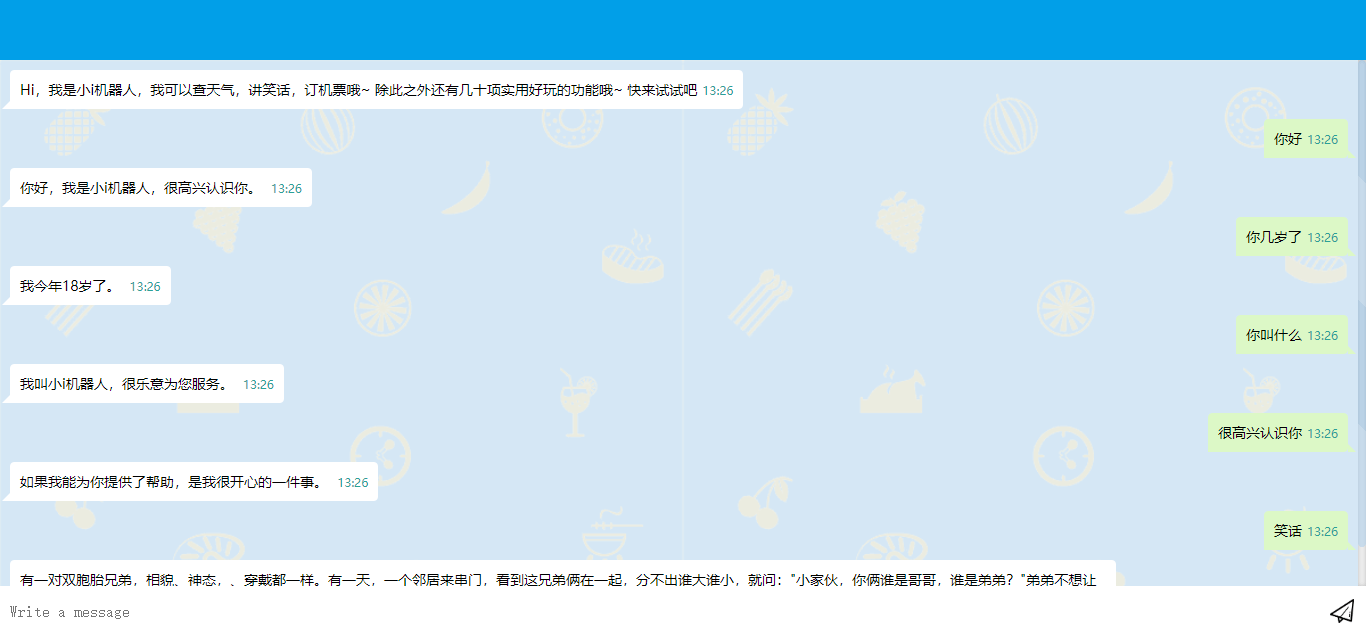 Hi，我是小i机器人，我可以查天气，讲笑话，订机票哦~ 除此之外还有几十项实用好玩的功能哦~ 快来试试吧 13:26
你好 13:26
你好，我是小i机器人，很高兴认识你。 13:26
你几岁了 13:26
我今年18岁了。 13:26
你叫什么 13:26
我叫小i机器人，很乐意为您服务。 13:26
很高兴认识你 13:26
如果我能为你提供了帮助，是我很开心的一件事。 13:26
笑话 13:26
有一对双胞胎兄弟，相貌、神态，、穿戴都一样。有一天，一个邻居来串门，看到这兄弟俩在一起，分不出谁大谁小，就问："小家伙，你俩谁是哥哥，谁是弟弟？"弟弟不想让
Write a message